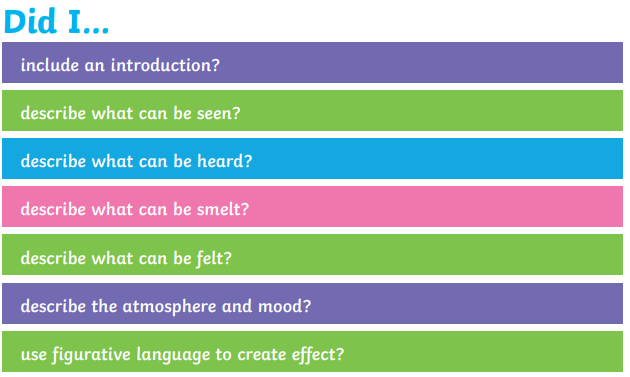 Did I...
include an introduction?
describe what can be seen?
describe what can be heard?
describe what can be smelt?
describe what can be felt?
describe the atmosphere and mood?
use figurative language to create effect?